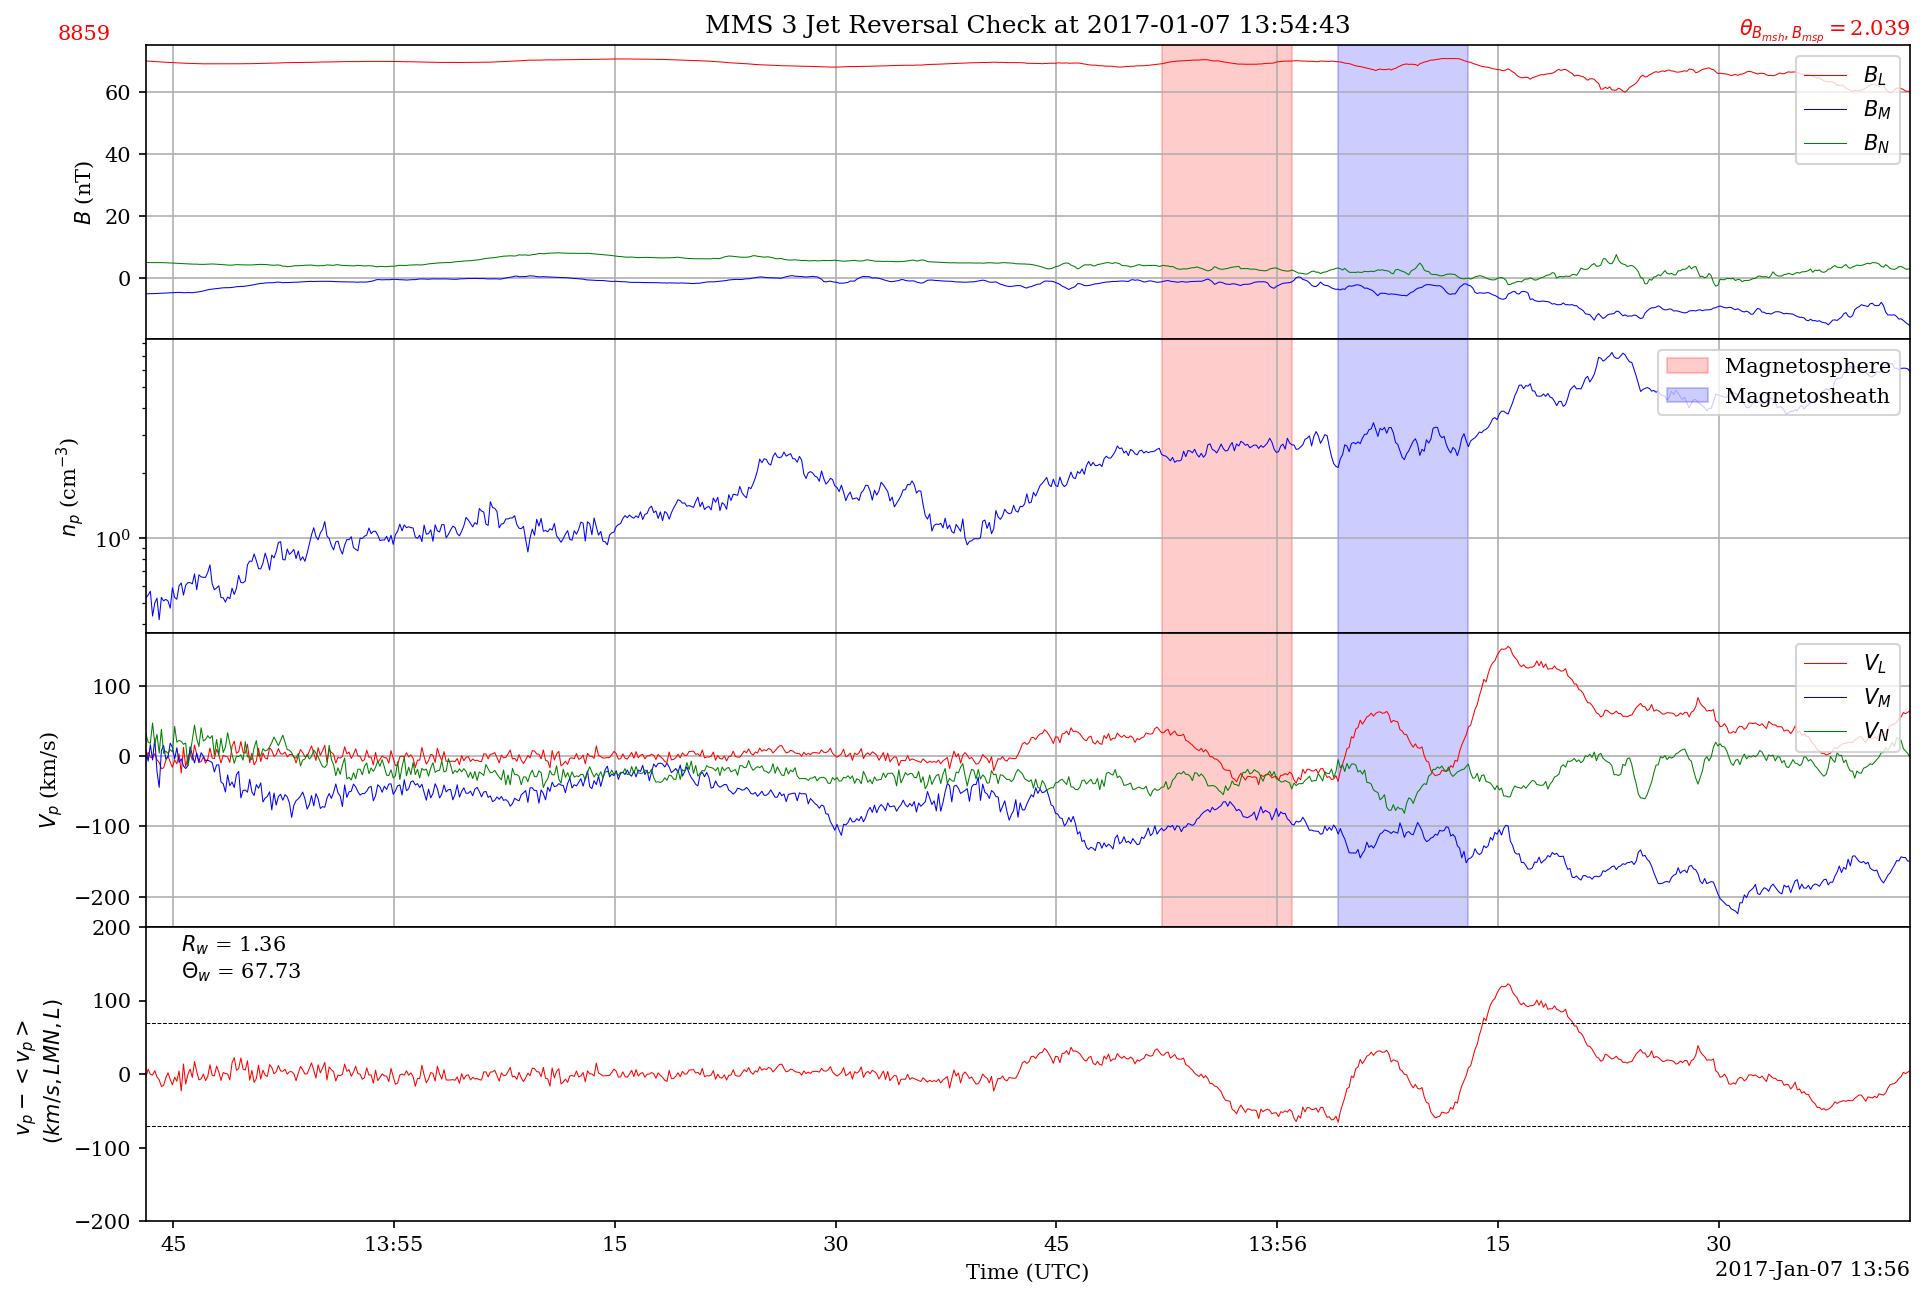 8859
MMS 3 Jet Reversal Check at 2017-01-07 13:54:43
θ_{B_{msh}, B_{msp}} = 2.039
B (nT)
60
40
20
0
B_L
B_M
B_N
n_p (cm^{-3})
10^0
Magnetosphere
Magnetosheath
V_p (km/s)
100
0
−100
−200
V_L
V_M
V_N
v_p − < v_p >
(km/s, LMN, L)
200
100
0
−100
−200
R_w = 1.36
Θ_w = 67.73
45
13:55
15
30
45
13:56
15
30
Time (UTC)
2017-Jan-07 13:56